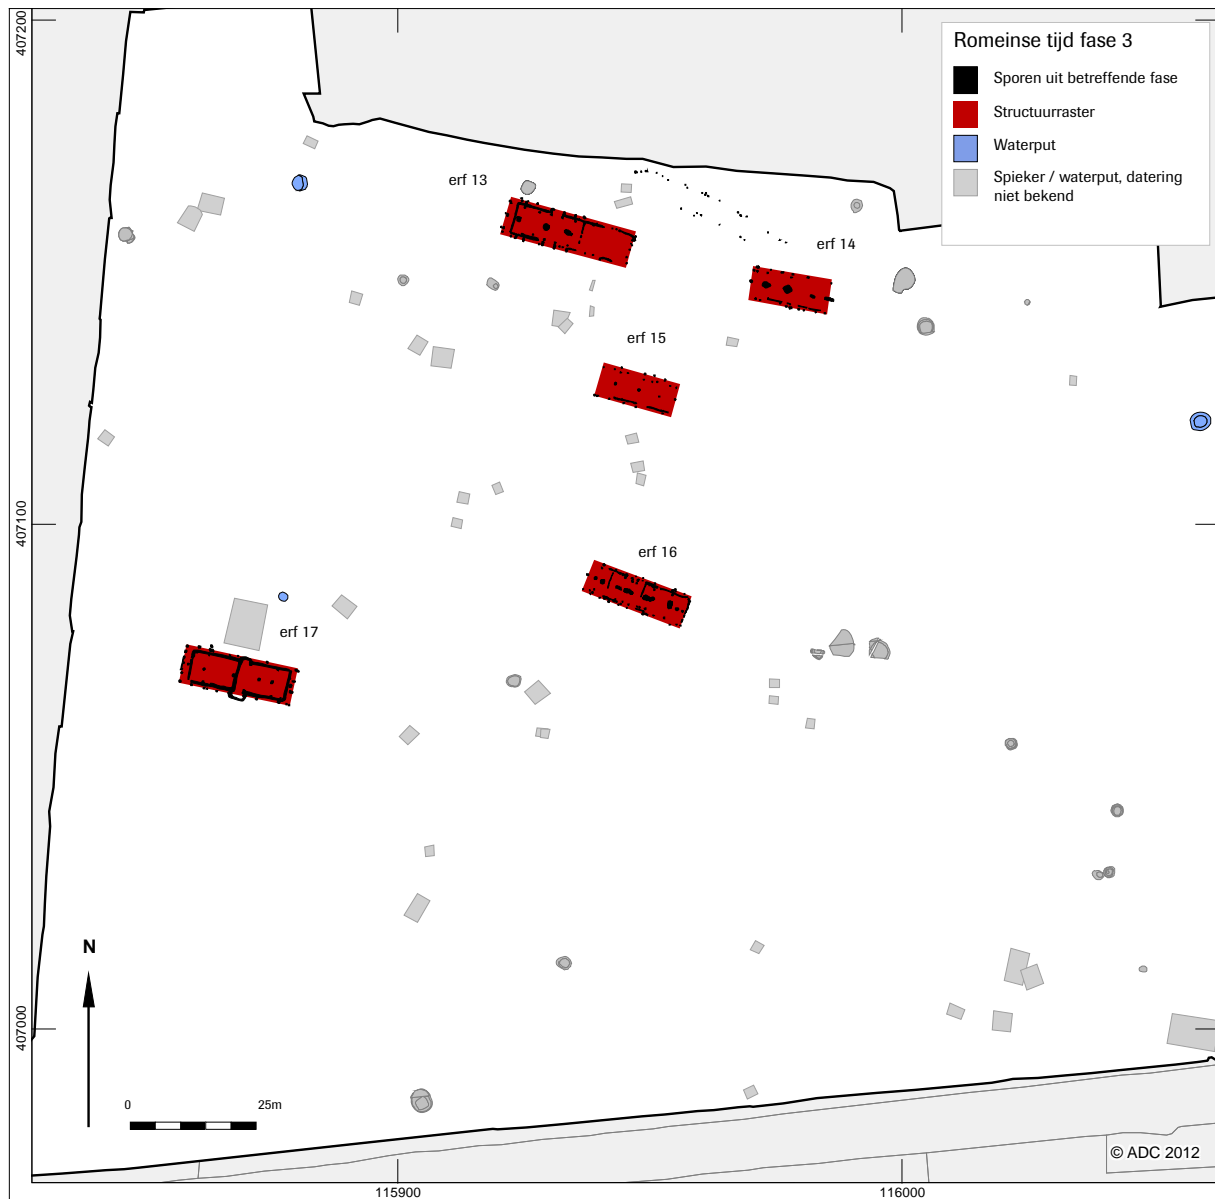 407200
Romeinse tijd fase 3
Sporen uit betreffende fase
Structuurraster
Waterput
Spieker / waterput, datering
niet bekend
erf 13
erf 14
erf 15
407100
erf 16
erf 17
N
407000
0 25m
© ADC 2012
115900 116000